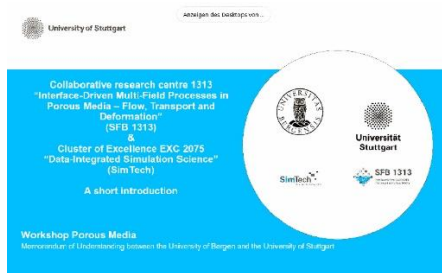 University of Stuttgart
Anzeigen des Desktops von ...
Collaborative research centre 1313
"Interface-Driven Multi-Field Processes in
Porous Media – Flow, Transport and
Deformation"
(SFB 1313)
&
Cluster of Excellence EXC 2075
"Data-Integrated Simulation Science"
(SimTech)
A short Introduction
UNIVERSITAS
BERGENSIS
Universität
Stuttgart
SimTech
SFB 1313
Workshop Porous Media
Memorandum of Understanding between the University of Bergen and the University of Stuttgart